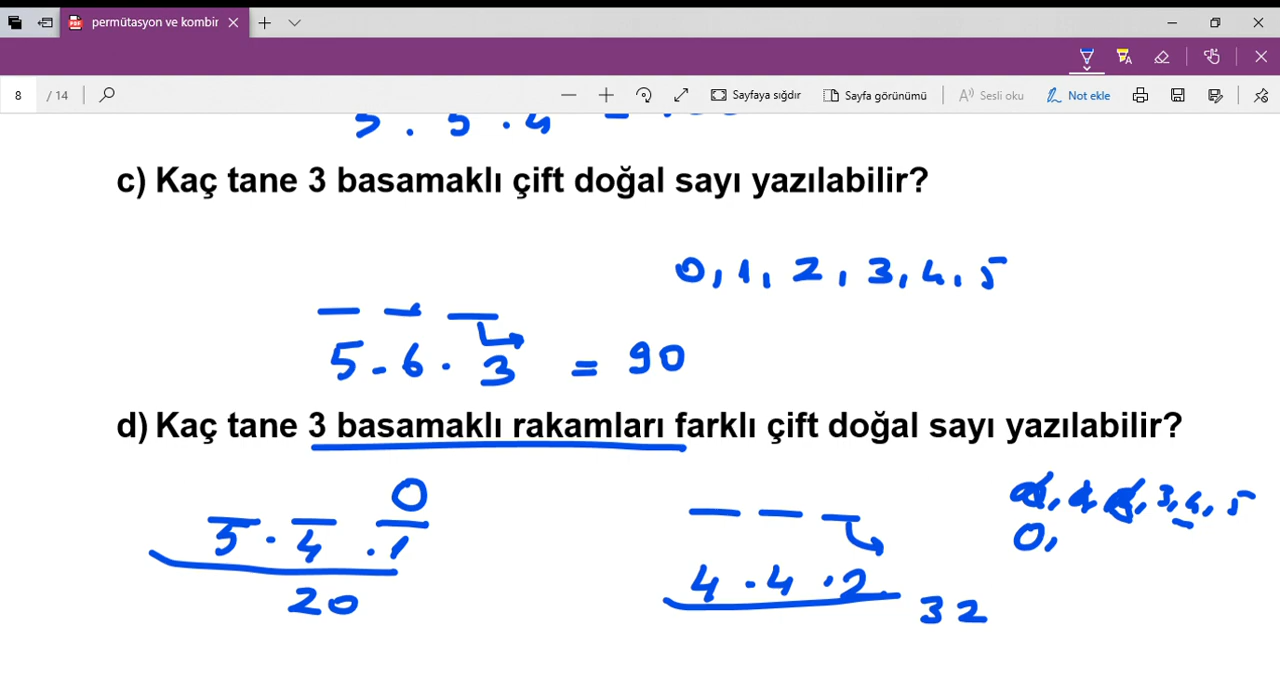 permütasyon ve kombir
8 / 14 Sayfaya sığdır Sayfa görünümü Sesli oku Not ekle
c) Kaç tane 3 basamaklı çift doğal sayı yazılabilir?
0, 1, 2, 3, 4, 5
5 - 6 . 3 = 90
d) Kaç tane 3 basamaklı rakamları farklı çift doğal sayı yazılabilir?
0
3, 4, 5
0,
5 . 4 . 1
4 . 4 . 2
20
32